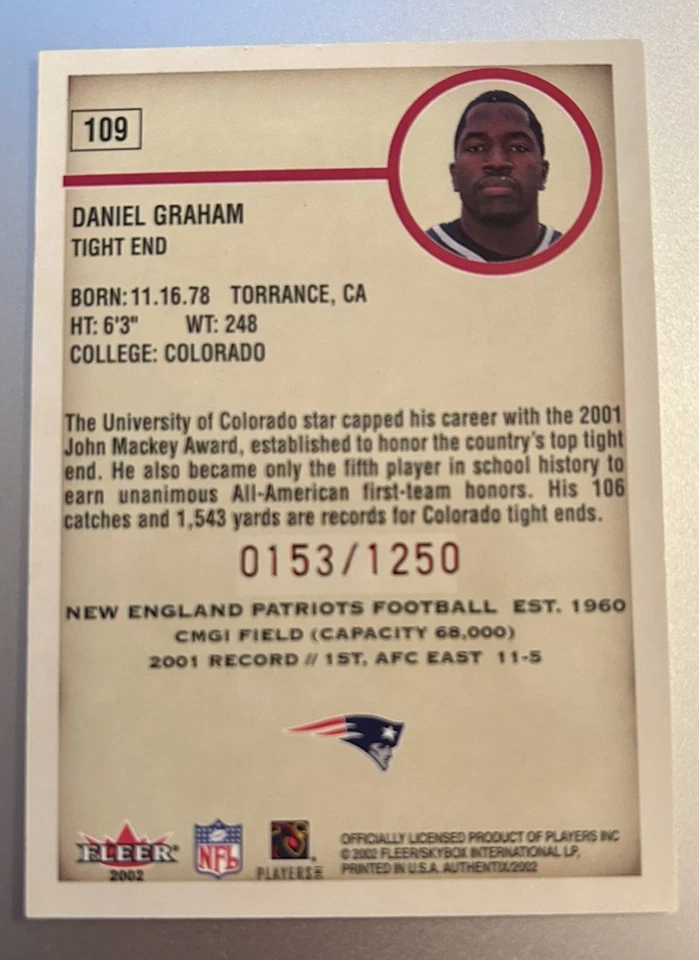 109
DANIEL GRAHAM
TIGHT END
BORN: 11.16.78 TORRANCE, CA
HT: 6'3" WT: 248
COLLEGE: COLORADO
The University of Colorado star capped his career with the 2001
John Mackey Award, established to honor the country's top tight
end. He also became only the fifth player in school history to
earn unanimous All-American first-team honors. His 106
catches and 1,543 yards are records for Colorado tight ends.
0153/1250
NEW ENGLAND PATRIOTS FOOTBALL EST. 1960
CMGI FIELD (CAPACITY 68,000)
2001 RECORD // 1ST, AFC EAST 11-5
FLEER
2002
NFL
PLAYERS INC
OFFICIALLY LICENSED PRODUCT OF PLAYERS INC
© 2002 FLEER/SKYBOX INTERNATIONAL LP,
PRINTED IN U.S.A. AUTHENTIX/2002